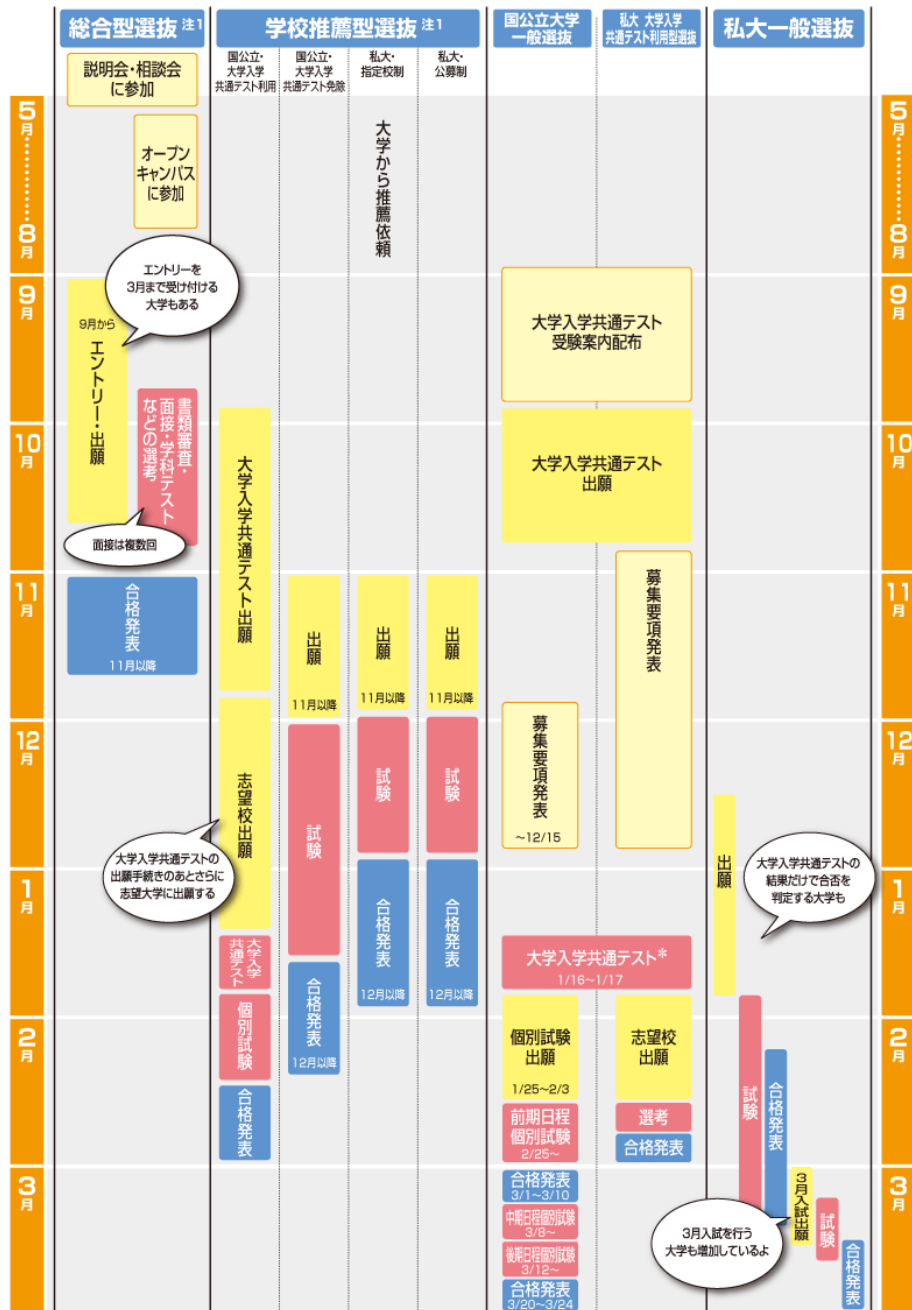 総合型選抜 注1
学校推薦型選抜 注1
国公立大学
一般選抜
私大 大学入学
共通テスト利用型選抜
私大一般選抜
国公立・
大学入学
共通テスト利用
国公立・
大学入学
共通テスト免除
私大・
指定校制
私大・
公募制
5月
8月
9月
10月
11月
12月
1月
2月
3月
説明会・相談会
に参加
オープン
キャンパス
に参加
エントリーを
3月まで受け付ける
大学もある
9月から
エントリー・出願
書類審査・
面接・学科テスト
などの選考
面接は複数回
合格発表
11月以降
大学入学共通テスト出願
志望校出願
大学入学共通テストの
出願手続きのあとさらに
志望大学に出願する
大学入学
共通テスト
個別試験
合格発表
出願
11月以降
試験
合格発表
12月以降
大学から推薦依頼
出願
11月以降
試験
合格発表
12月以降
出願
11月以降
試験
合格発表
12月以降
大学入学共通テスト
受験案内配布
大学入学共通テスト
出願
募集要項発表
~12/15
募集要項発表
大学入学共通テスト*
1/16~1/17
個別試験
出願
1/25~2/3
前期日程
個別試験
2/25~
合格発表
3/1~3/10
中期日程個別試験
3/8~
後期日程個別試験
3/12~
合格発表
3/20~3/24
志望校
出願
選考
合格発表
出願
大学入学共通テストの
結果だけで合否を
判定する大学も
試験
合格発表
3月入試出願
試験
合格発表
3月入試を行う
大学も増加しているよ
5月
8月
9月
10月
11月
12月
1月
2月
3月